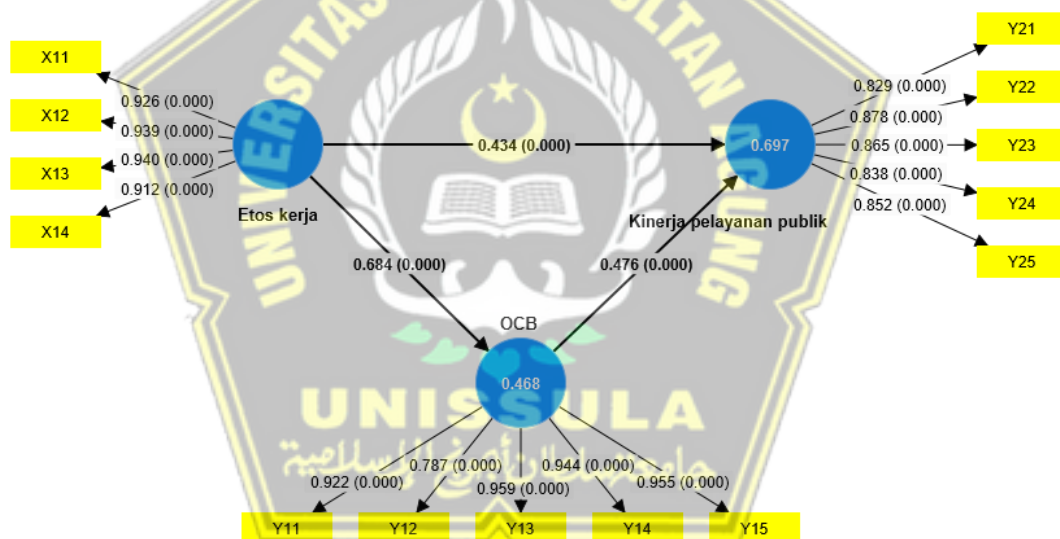 UNIVERSITAS
SULTAN
AGUNG
X11
X12
X13
X14
0.926 (0.000)
0.939 (0.000)
0.940 (0.000)
0.912 (0.000)
Etos kerja
0.434 (0.000)
0.684 (0.000)
0.476 (0.000)
0.697
Kinerja pelayanan publik
0.829 (0.000)
0.878 (0.000)
0.865 (0.000)
0.838 (0.000)
0.852 (0.000)
Y21
Y22
Y23
Y24
Y25
OCB
0.468
UNISSULA
0.922 (0.000)
0.787 (0.000)
0.959 (0.000)
0.944 (0.000)
0.955 (0.000)
Y11
Y12
Y13
Y14
Y15